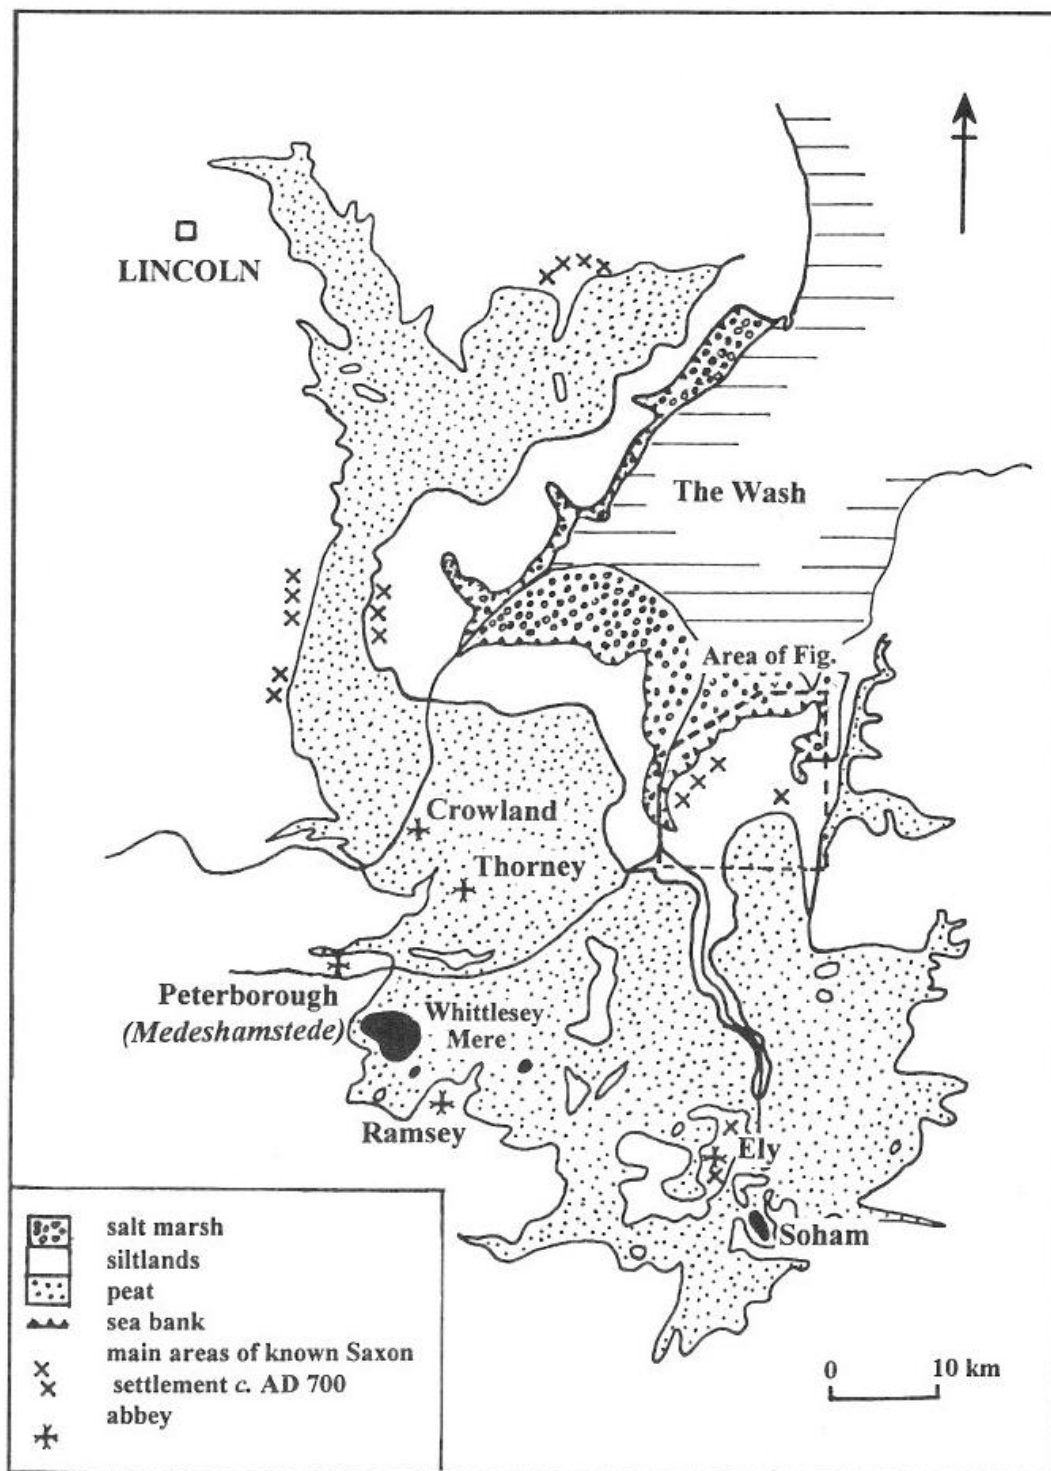 LINCOLN
The Wash
Area of Fig.
Crowland
Thorney
Peterborough
(Medeshamstede)
Whittlesey
Mere
Ramsey
Ely
Soham
salt marsh
siltlands
peat
sea bank
main areas of known Saxon
settlement c. AD 700
abbey
0 10 km